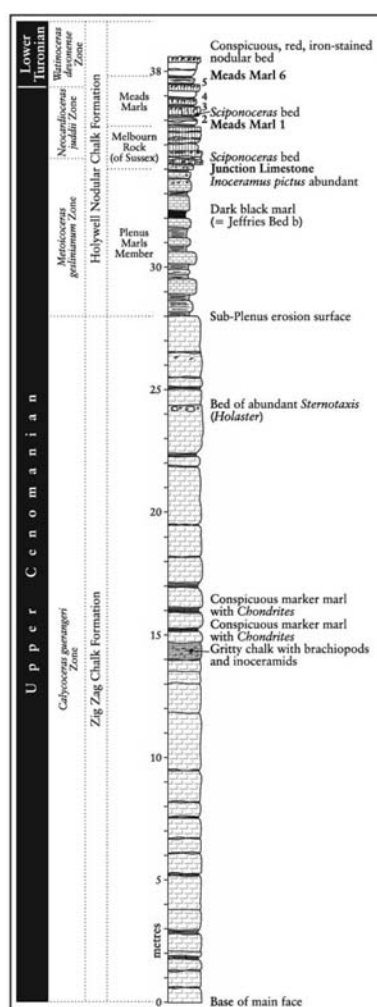 Lower
Turonian
Upper Cenomanian
Watinoceras
devonense
Zone
Neocardioceras
juddii Zone
Metoicoceras
geslinianum Zone
Calycoceras guerangeri
Zone
Holywell Nodular Chalk Formation
Zig Zag Chalk Formation
Meads
Marls
Melbourn
Rock
(of Sussex)
Plenus
Marls
Member
38
30
25
20
15
10
5
metres
0
5
4
3
2
Conspicuous, red, iron-stained
nodular bed
Meads Marl 6
Sciponoceras bed
Meads Marl 1
Sciponoceras bed
Junction Limestone
Inoceramus pictus abundant
Dark black marl
(= Jeffries Bed b)
Sub-Plenus erosion surface
Bed of abundant Sternotaxis
(Holaster)
Conspicuous marker marl
with Chondrites
Conspicuous marker marl
with Chondrites
Gritty chalk with brachiopods
and inoceramids
Base of main face